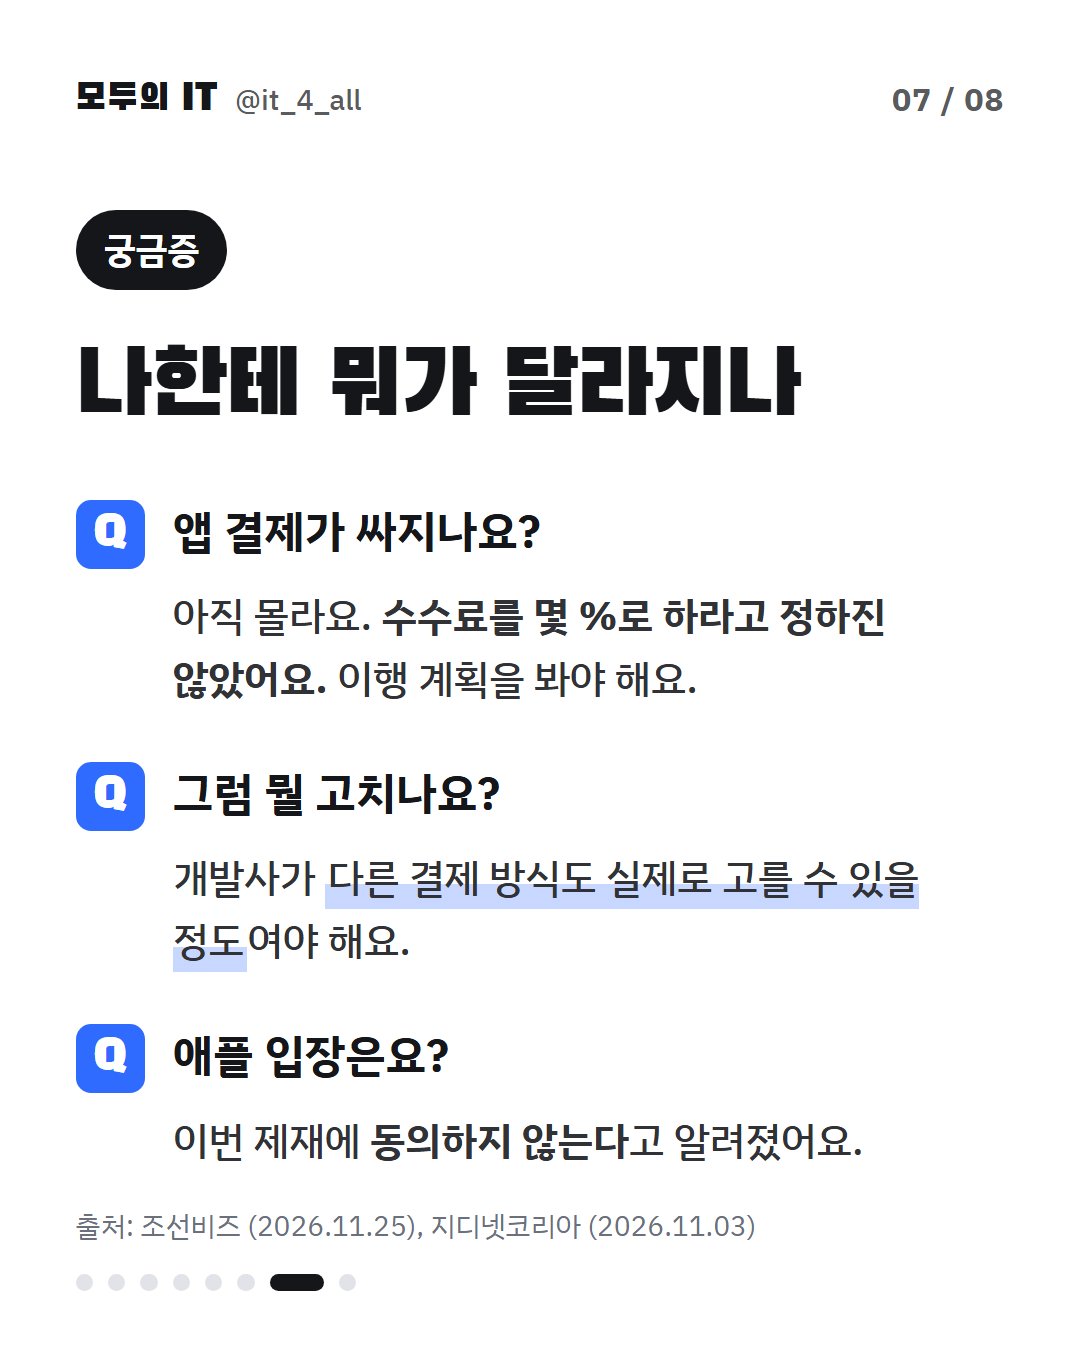 모두의 IT @it_4_all
07 / 08
궁금증
나한테 뭐가 달라지나
Q 앱 결제가 싸지나요?
아직 몰라요. 수수료를 몇 %로 하라고 정하진
않았어요. 이행 계획을 봐야 해요.
Q 그럼 뭘 고치나요?
개발사가 다른 결제 방식도 실제로 고를 수 있을
정도여야 해요.
Q 애플 입장은요?
이번 제재에 동의하지 않는다고 알려졌어요.
출처: 조선비즈 (2026.11.25), 지디넷코리아 (2026.11.03)